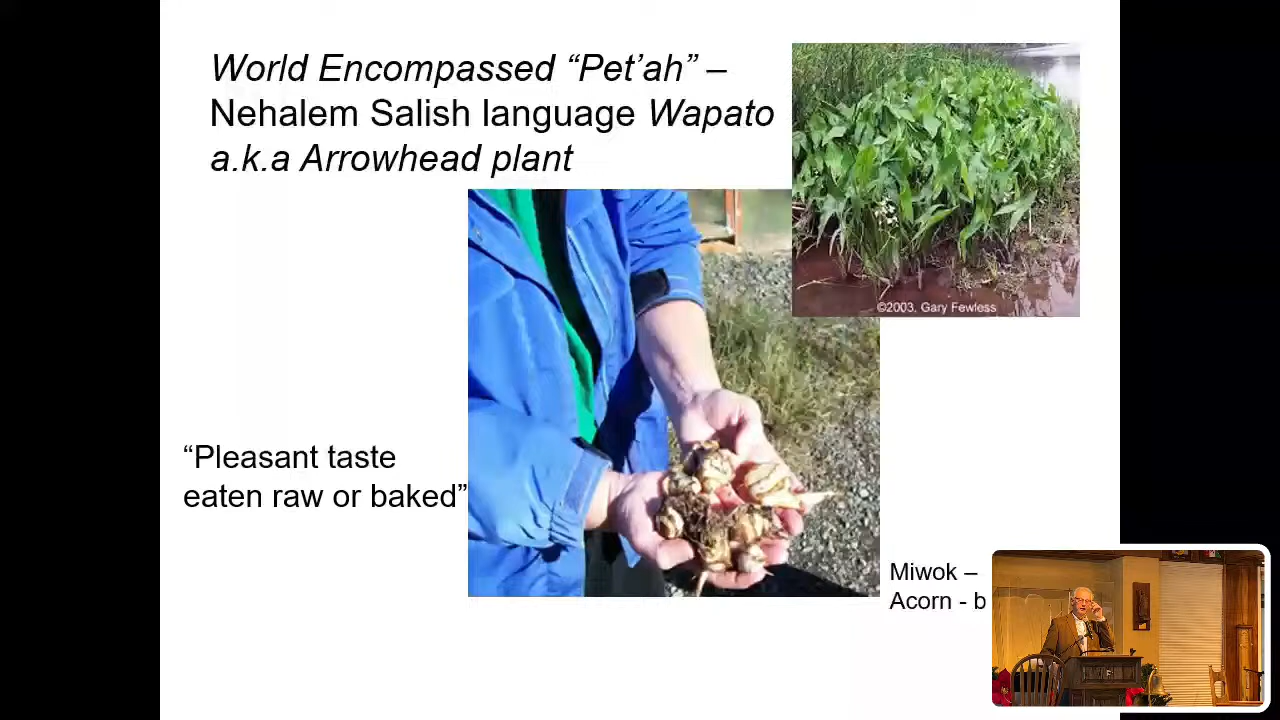 World Encompassed “Pet’ah” –
Nehalem Salish language Wapato
a.k.a Arrowhead plant
©2003, Gary Fewless
“Pleasant taste
eaten raw or baked”
Miwok –
Acorn - b